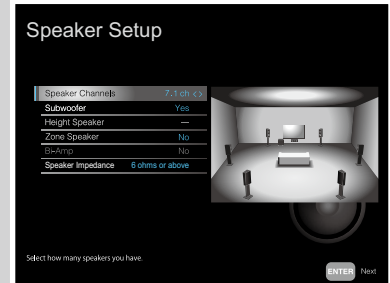 Speaker Setup
Speaker Channels 7.1 ch <>
Subwoofer Yes
Height Speaker —
Zone Speaker No
Bi-Amp No
Speaker Impedance 6 ohms or above
Select how many speakers you have.
ENTER Next